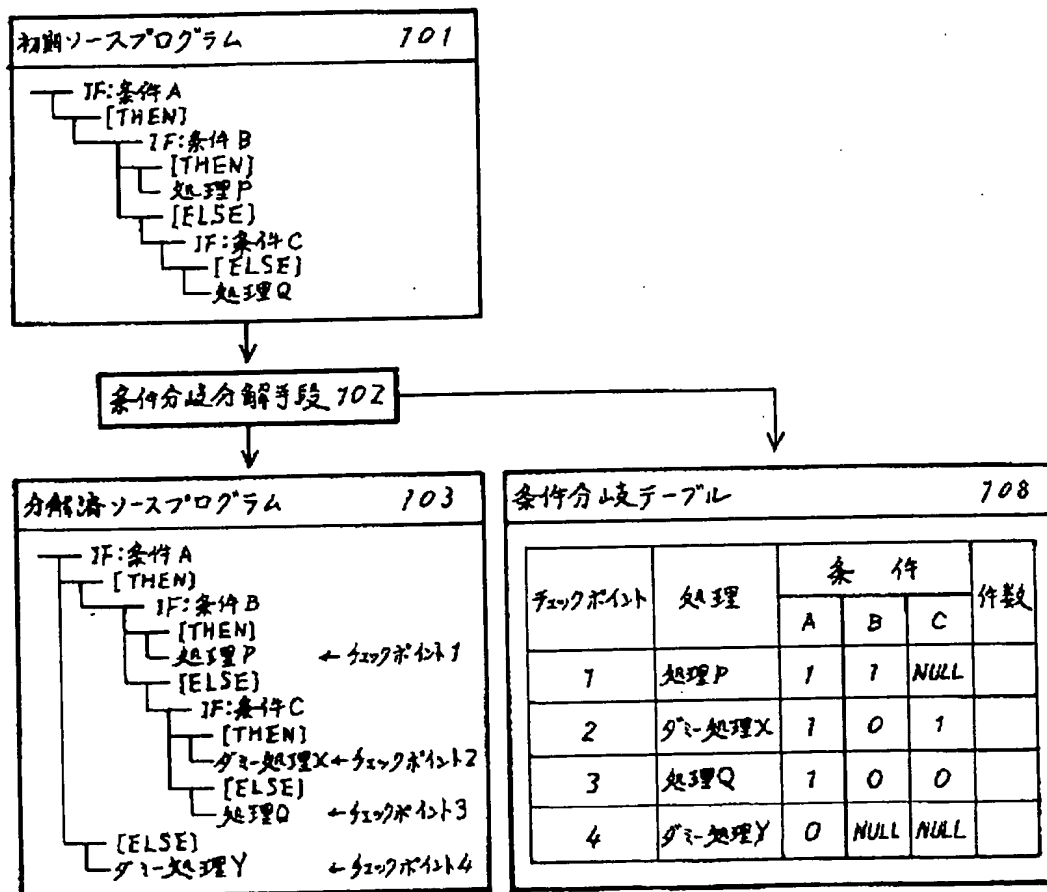 初期ソースプログラム 101
IF:条件A
[THEN]
IF:条件B
[THEN]
処理P
[ELSE]
IF:条件C
[ELSE]
処理Q
条件分岐分解手段 102
分解済ソースプログラム 103
IF:条件A
[THEN]
IF:条件B
[THEN]
処理P ←チェックポイント1
[ELSE]
IF:条件C
[THEN]
ダミー処理X←チェックポイント2
[ELSE]
処理Q ←チェックポイント3
[ELSE]
ダミー処理Y ←チェックポイント4
条件分岐テーブル 108
チェックポイント 処理 条件 件数
A B C
1 処理P 1 1 NULL
2 ダミー処理X 1 0 1
3 処理Q 1 0 0
4 ダミー処理Y 0 NULL NULL